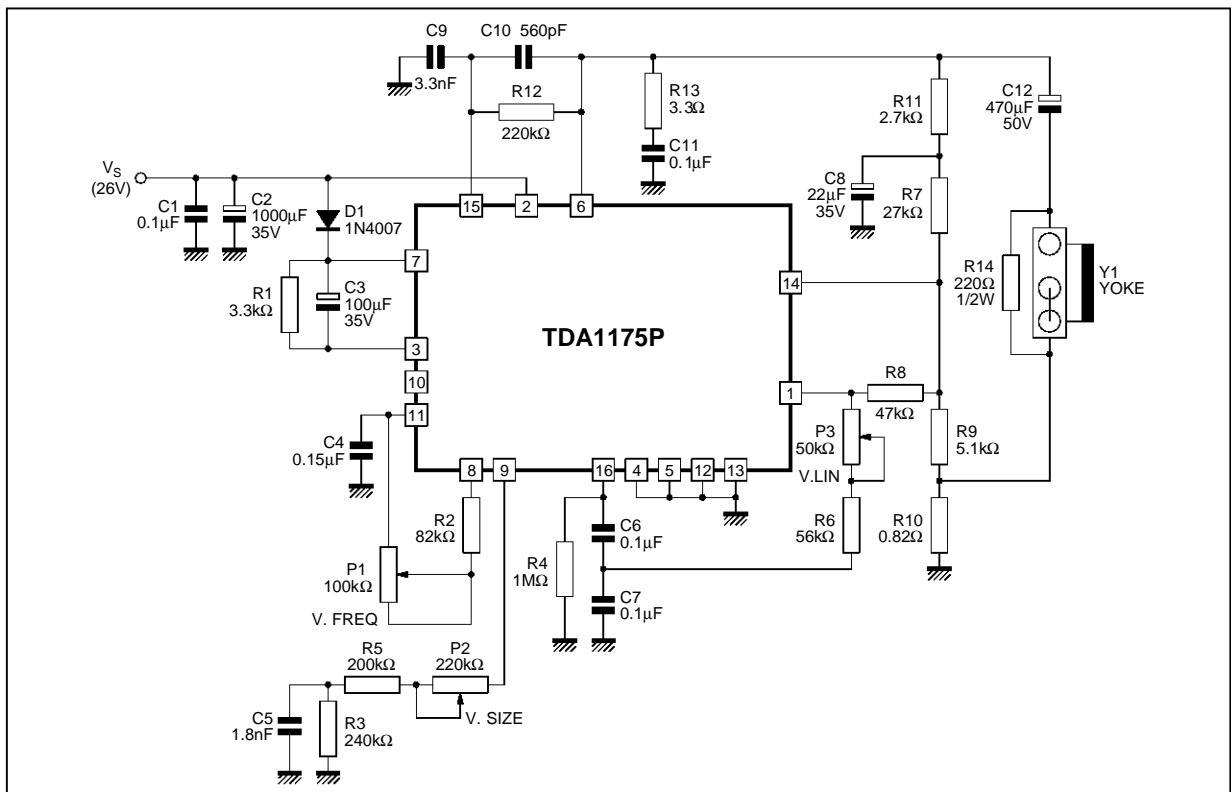 C9
C10 560pF
3.3nF
R12
220kΩ
R13
3.3Ω
C11
0.1µF
R11
2.7kΩ
C12
470µF
50V
VS
(26V)
C1
0.1µF
C2
1000µF
35V
D1
1N4007
15
2
6
C8
22µF
35V
R7
27kΩ
7
R1
3.3kΩ
C3
100µF
35V
14
R14
220Ω
1/2W
Y1
YOKE
TDA1175P
3
10
11
1
R8
47kΩ
C4
0.15µF
P3
50kΩ
V.LIN
R9
5.1kΩ
8
9
16
4
5
12
13
R2
82kΩ
C6
0.1µF
R6
56kΩ
R10
0.82Ω
P1
100kΩ
R4
1MΩ
C7
0.1µF
V. FREQ
R5
200kΩ
P2
220kΩ
V. SIZE
C5
1.8nF
R3
240kΩ